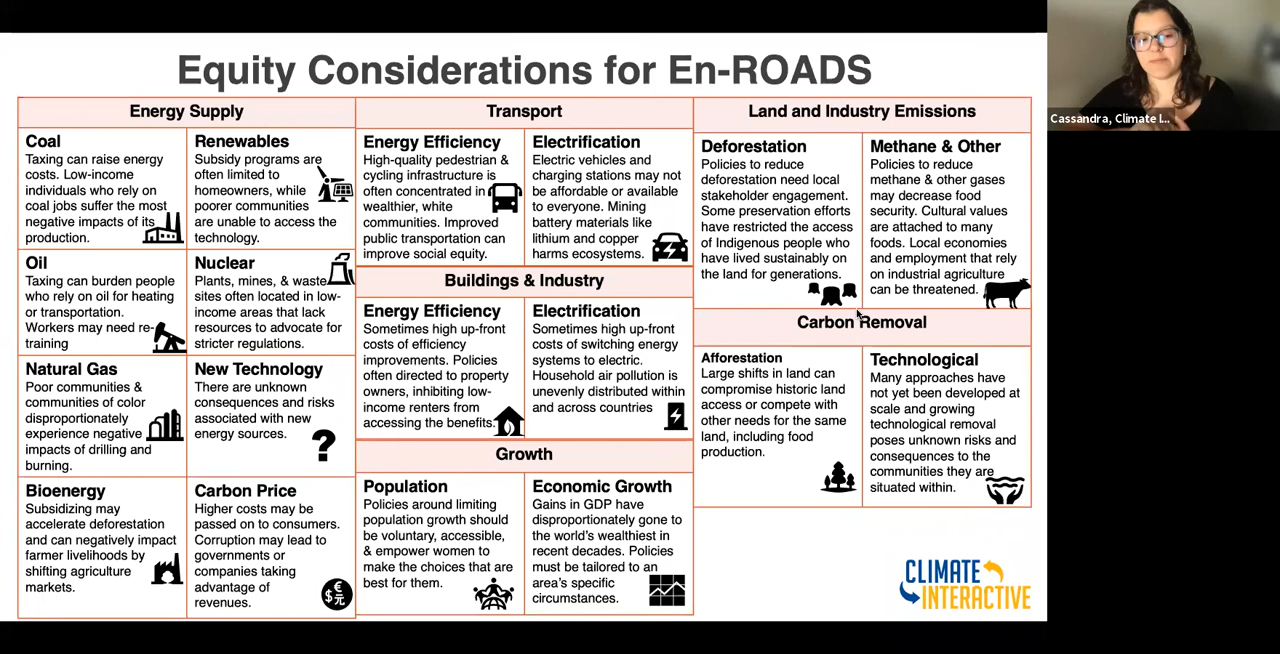 Equity Considerations for En-ROADS
Energy Supply
Coal
Taxing can raise energy
costs. Low-income
individuals who rely on
coal jobs suffer the most
negative impacts of its
production.
Renewables
Subsidy programs are
often limited to
homeowners, while
poorer communities
are unable to access the
technology.
Oil
Taxing can burden people
who rely on oil for heating
or transportation.
Workers may need re-
training
Nuclear
Plants, mines, & waste
sites often located in low-
income areas that lack
resources to advocate for
stricter regulations.
Natural Gas
Poor communities &
communities of color
disproportionately
experience negative
impacts of drilling and
burning.
New Technology
There are unknown
consequences and risks
associated with new
energy sources.
?
Bioenergy
Subsidizing may
accelerate deforestation
and can negatively impact
farmer livelihoods by
shifting agriculture
markets.
Carbon Price
Higher costs may be
passed on to consumers.
Corruption may lead to
governments or
companies taking
advantage of
revenues.
€
$元
Transport
Energy Efficiency
High-quality pedestrian &
cycling infrastructure is
often concentrated in
wealthier, white
communities. Improved
public transportation can
improve social equity.
Electrification
Electric vehicles and
charging stations may not
be affordable or available
to everyone. Mining
battery materials like
lithium and copper
harms ecosystems.
Buildings & Industry
Energy Efficiency
Sometimes high up-front
costs of efficiency
improvements. Policies
often directed to property
owners, inhibiting low-
income renters from
accessing the benefits.
Electrification
Sometimes high up-front
costs of switching energy
systems to electric.
Household air pollution is
unevenly distributed within
and across countries
Growth
Population
Policies around limiting
population growth should
be voluntary, accessible,
& empower women to
make the choices that are
best for them.
Economic Growth
Gains in GDP have
disproportionately gone to
the world's wealthiest in
recent decades. Policies
must be tailored to an
area's specific
circumstances.
Land and Industry Emissions
Deforestation
Policies to reduce
deforestation need local
stakeholder engagement.
Some preservation efforts
have restricted the access
of Indigenous people who
have lived sustainably on
the land for generations.
Methane & Other
Policies to reduce
methane & other gases
may decrease food
security. Cultural values
are attached to many
foods. Local economies
and employment that rely
on industrial agriculture
can be threatened.
Carbon Removal
Afforestation
Large shifts in land can
compromise historic land
access or compete with
other needs for the same
land, including food
production.
Technological
Many approaches have
not yet been developed at
scale and growing
technological removal
poses unknown risks and
consequences to the
communities they are
situated within.
CLIMATE
INTERACTIVE
Cassandra, Climate I...